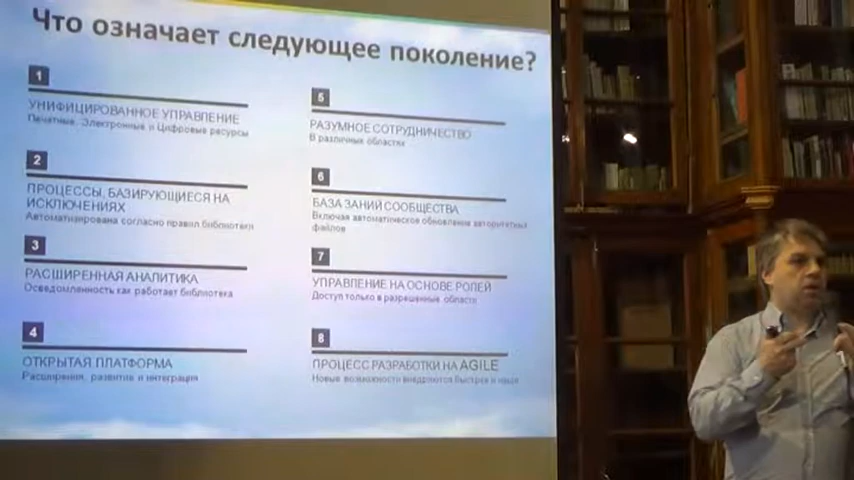 Что означает следующее поколение?
1
УНИФИЦИРОВАННОЕ УПРАВЛЕНИЕ
Печатные, Электронные и Цифровые ресурсы
2
ПРОЦЕССЫ, БАЗИРУЮЩИЕСЯ НА
ИСКЛЮЧЕНИЯХ
Автоматизирована согласно правил библиотеки
3
РАСШИРЕННАЯ АНАЛИТИКА
Осведомленность как работает библиотека
4
ОТКРЫТАЯ ПЛАТФОРМА
Расширения, развитие и интеграция
5
РАЗУМНОЕ СОТРУДНИЧЕСТВО
В различных областях
6
БАЗА ЗАНИЙ СООБЩЕСТВА
Включая автоматическое обновление авторитетных
файлов
7
УПРАВЛЕНИЕ НА ОСНОВЕ РОЛЕЙ
Доступ только в разрешенные области
8
ПРОЦЕСС РАЗРАБОТКИ НА AGILE
Новые возможности внедряются быстрее и